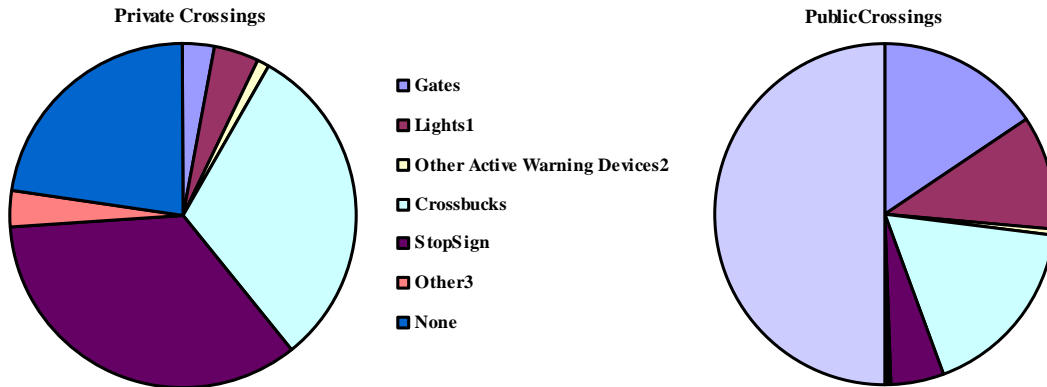 Private Crossings
PublicCrossings
Gates
Lights1
Other Active Warning Devices2
Crossbucks
StopSign
Other3
None